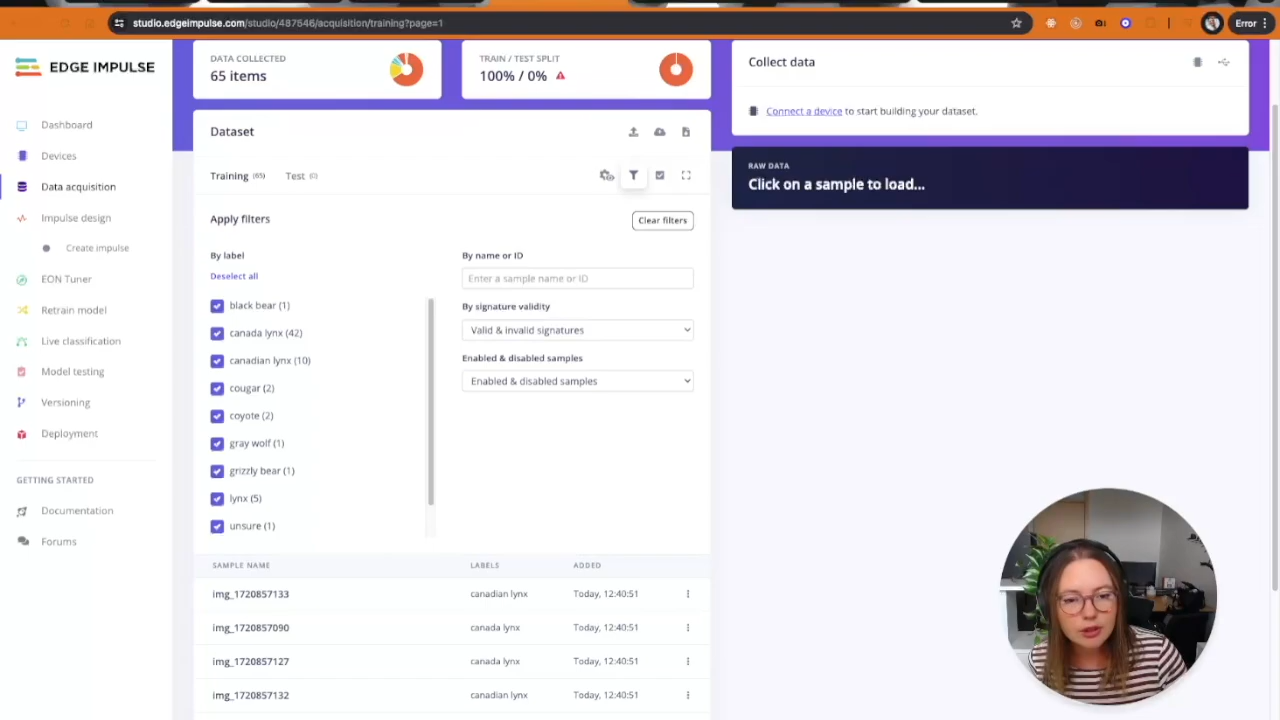 studio.edgeimpulse.com/studio/487546/acquisition/training?page=1
Error
EDGE IMPULSE
Dashboard
Devices
Data acquisition
Impulse design
Create impulse
EON Tuner
Retrain model
Live classification
Model testing
Versioning
Deployment
GETTING STARTED
Documentation
Forums
DATA COLLECTED
65 items
TRAIN / TEST SPLIT
100% / 0%
Dataset
Training (65)
Test (0)
Apply filters
Clear filters
By label
Deselect all
black bear (1)
canada lynx (42)
canadian lynx (10)
cougar (2)
coyote (2)
gray wolf (1)
grizzly bear (1)
lynx (5)
unsure (1)
By name or ID
Enter a sample name or ID
By signature validity
Valid & invalid signatures
Enabled & disabled samples
Enabled & disabled samples
SAMPLE NAME LABELS ADDED
img_1720857133 canadian lynx Today, 12:40:51
img_1720857090 canada lynx Today, 12:40:51
img_1720857127 canada lynx Today, 12:40:51
img_1720857132 canadian lynx Today, 12:40:51
Collect data
Connect a device to start building your dataset.
RAW DATA
Click on a sample to load...